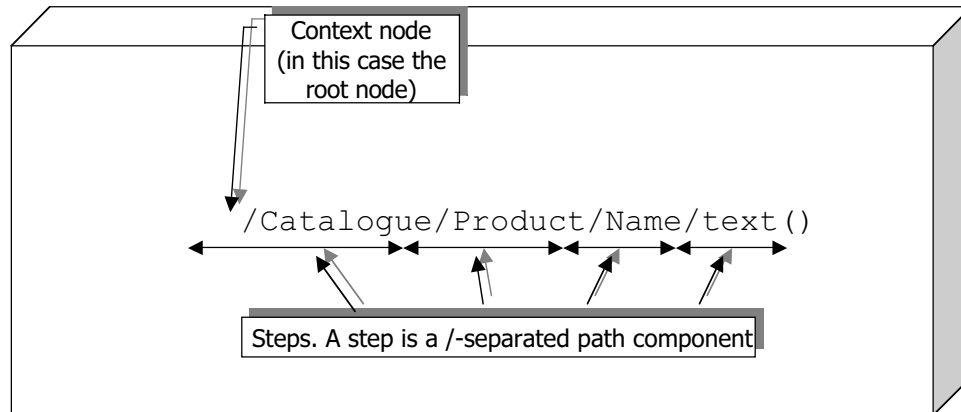 Context node
(in this case the
root node)
/Catalogue/Product/Name/text()
Steps. A step is a /-separated path component